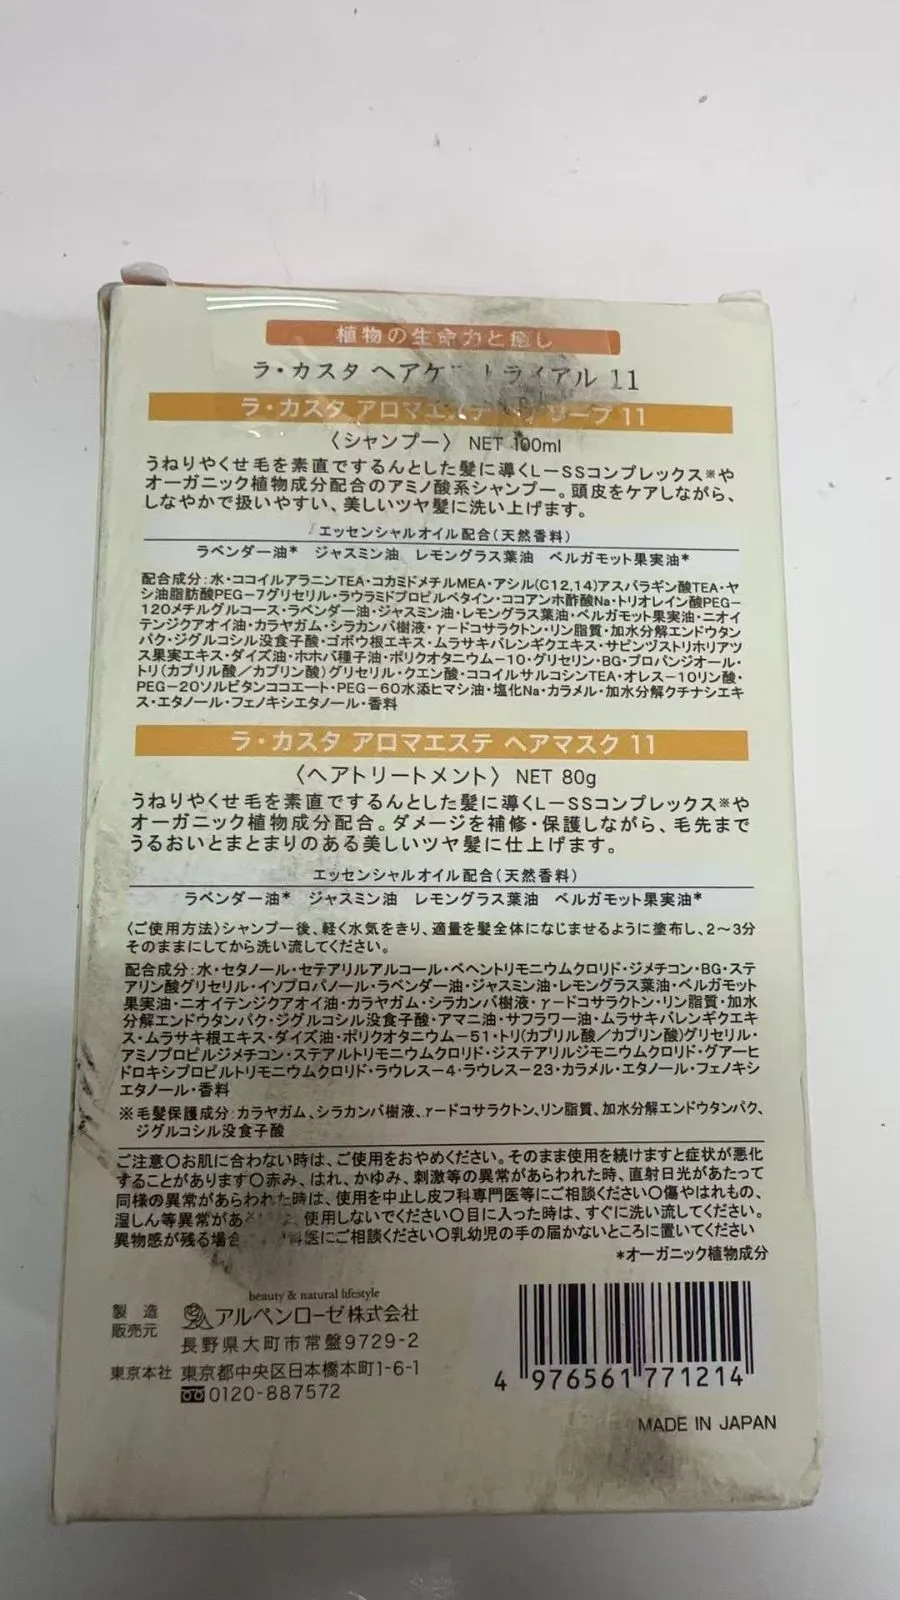 植物の生命力と癒し
ラ・カスタ ヘアケ トライアル 11
ラ・カスタ アロマエステ ソープ 11
〈シャンプー〉 NET 100ml
うねりやくせ毛を素直でするんとした髪に導くL−SSコンプレックス※や
オーガニック植物成分配合のアミノ酸系シャンプー。頭皮をケアしながら、
しなやかで扱いやすい、美しいツヤ髪に洗い上げます。
エッセンシャルオイル配合(天然香料)
ラベンダー油* ジャスミン油 レモングラス葉油 ベルガモット果実油*
配合成分:水・ココイルアラニンTEA・コカミドメチルMEA・アシル(C12,14)アスパラギン酸TEA・ヤ
シ油脂肪酸PEG−7グリセリル・ラウラミドプロピルベタイン・ココアンホ酢酸Na・トリオレイン酸PEG−
120メチルグルコース・ラベンダー油・ジャスミン油・レモングラス葉油・ベルガモット果実油・ニオイ
テンジクアオイ油・カラヤガム・シラカンバ樹液・γ−ドコサラクトン・リン脂質・加水分解エンドウタン
パク・ジグルコシル没食子酸・ゴボウ根エキス・ムラサキバレンギクエキス・サピンヅストリホリアツ
ス果実エキス・ダイズ油・ホホバ種子油・ポリクオタニウム−10・グリセリン・BG・プロパンジオール・
トリ(カプリル酸／カプリン酸)グリセリル・クエン酸・ココイルサルコシンTEA・オレス−10リン酸・
PEG−20ソルビタンココエート・PEG−60水添ヒマシ油・塩化Na・カラメル・加水分解クチナシエキ
ス・エタノール・フェノキシエタノール・香料
ラ・カスタ アロマエステ ヘアマスク 11
〈ヘアトリートメント〉 NET 80g
うねりやくせ毛を素直でするんとした髪に導くL−SSコンプレックス※や
オーガニック植物成分配合。ダメージを補修・保護しながら、毛先まで
うるおいとまとまりのある美しいツヤ髪に仕上げます。
エッセンシャルオイル配合(天然香料)
ラベンダー油* ジャスミン油 レモングラス葉油 ベルガモット果実油*
〈ご使用方法〉シャンプー後、軽く水気をきり、適量を髪全体になじませるように塗布し、2〜3分
そのままにしてから洗い流してください。
配合成分:水・セタノール・セテアリルアルコール・ベヘントリモニウムクロリド・ジメチコン・BG・ステ
アリン酸グリセリル・イソプロパノール・ラベンダー油・ジャスミン油・レモングラス葉油・ベルガモット
果実油・ニオイテンジクアオイ油・カラヤガム・シラカンバ樹液・γ−ドコサラクトン・リン脂質・加水
分解エンドウタンパク・ジグルコシル没食子酸・アマニ油・サフラワー油・ムラサキバレンギクエキ
ス・ムラサキ根エキス・ダイズ油・ポリクオタニウム−51・トリ(カプリル酸／カプリン酸)グリセリル・
アミノプロピルジメチコン・ステアルトリモニウムクロリド・ジステアリルジモニウムクロリド・グアーヒ
ドロキシプロピルトリモニウムクロリド・ラウレス−4・ラウレス−23・カラメル・エタノール・フェノキシ
エタノール・香料
※毛髪保護成分:カラヤガム、シラカンバ樹液、γ−ドコサラクトン、リン脂質、加水分解エンドウタンパク、
ジグルコシル没食子酸
ご注意〇お肌に合わない時は、ご使用をおやめください。そのまま使用を続けますと症状が悪化
することがあります〇赤み、はれ、かゆみ、刺激等の異常があらわれた時、直射日光があたって
同様の異常があらわれた時は、使用を中止し皮フ科専門医等にご相談ください〇傷やはれもの、
湿しん等異常があ 使用しないでください〇目に入った時は、すぐに洗い流してください。
異物感が残る場合 科医にご相談ください〇乳幼児の手の届かないところに置いてください
*オーガニック植物成分
beauty & natural lifestyle
製造 アルペンローゼ株式会社
販売元 長野県大町市常盤9729-2
東京本社 東京都中央区日本橋本町1-6-1
0120-887572
4 976561 771214
MADE IN JAPAN